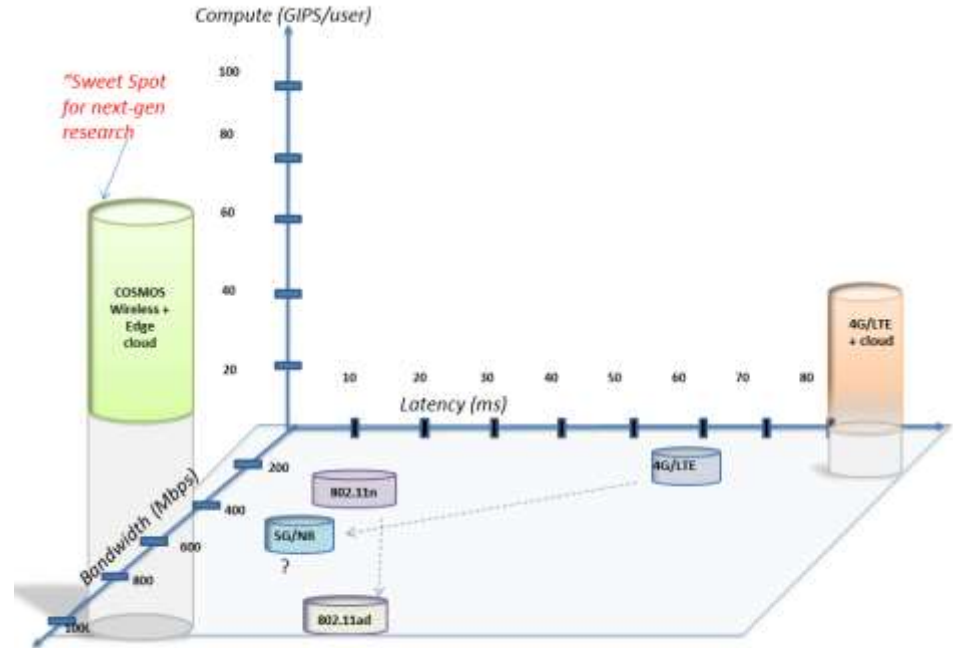 Compute (GIPS/user)
"Sweet Spot
for next-gen
research
100
80
60
40
20
COSMOS
Wireless +
Edge
cloud
4G/LTE
+ cloud
10
20
30
40
50
60
70
80
Latency (ms)
Bandwidth (Mbps)
200
400
600
800
100
4G/LTE
802.11n
5G/NR
?
802.11ad